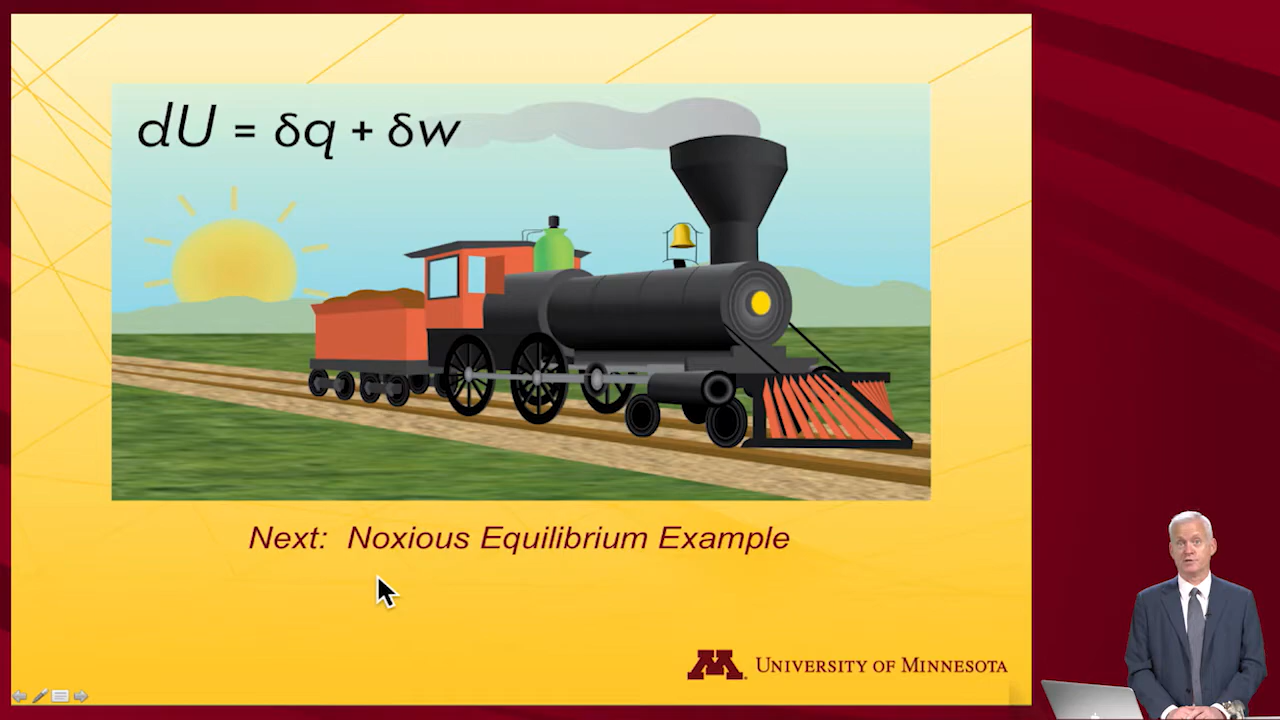 dU = δq + δw
Next: Noxious Equilibrium Example
M
UNIVERSITY OF MINNESOTA